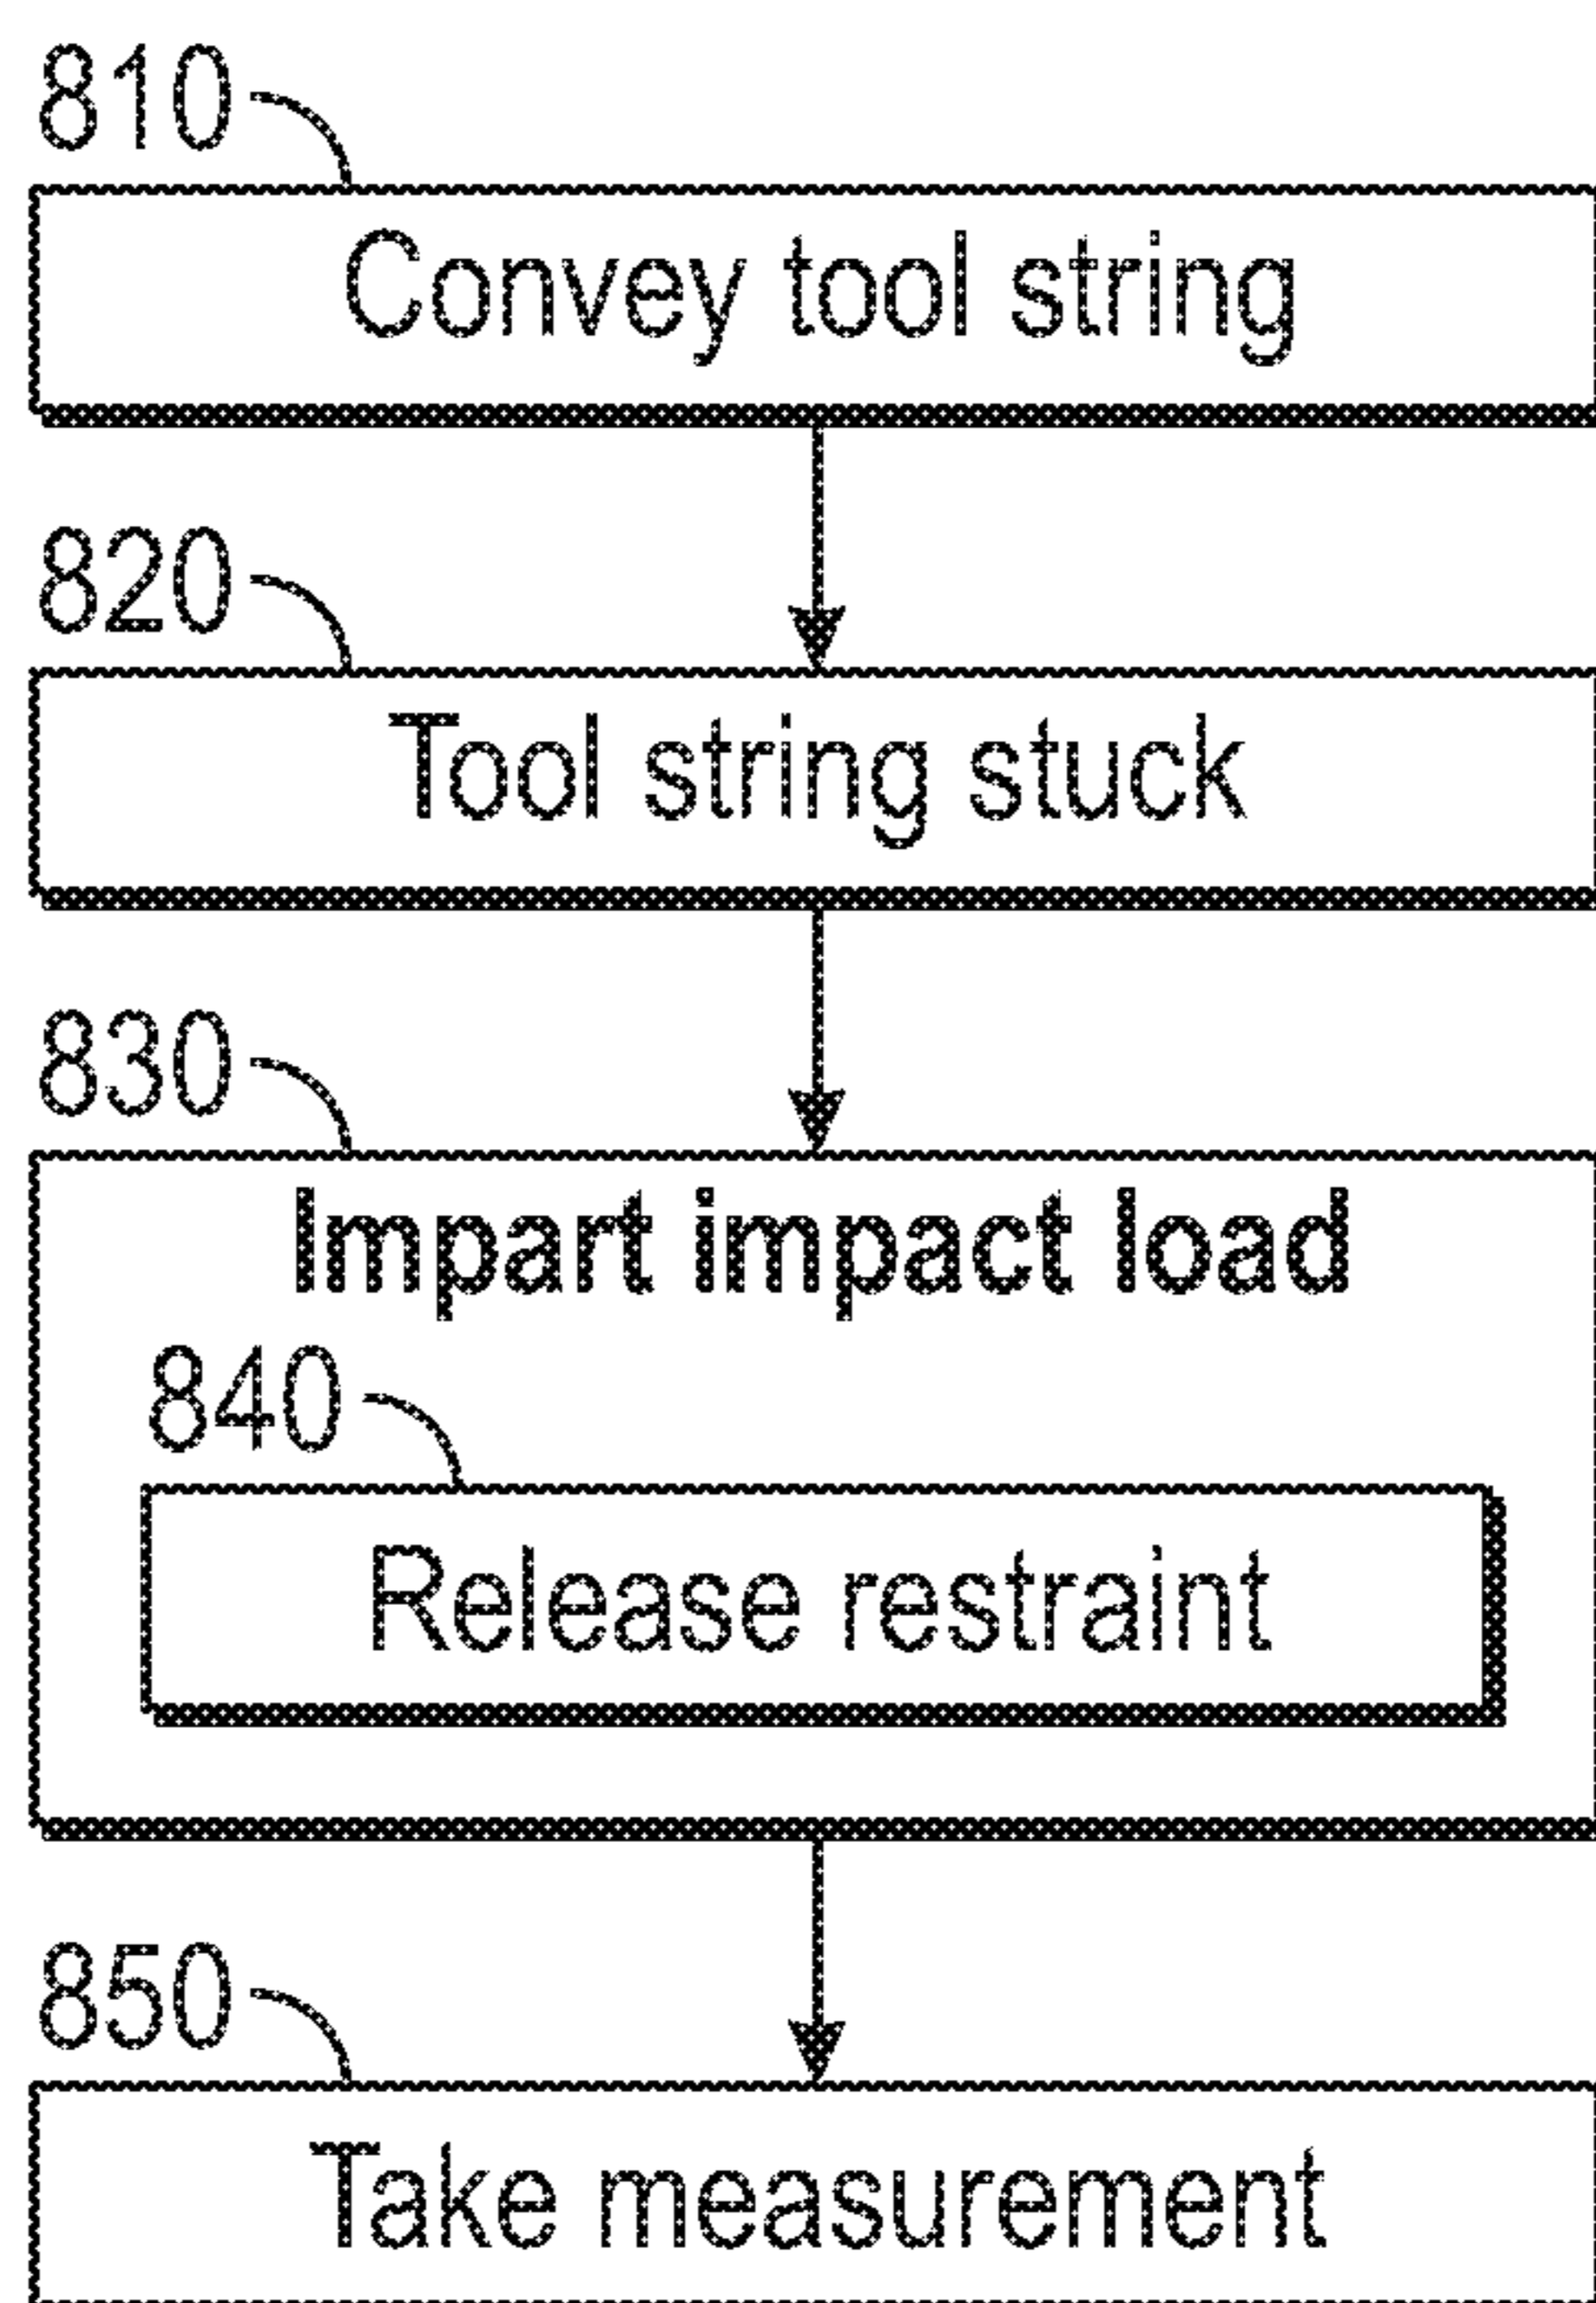 810
Convey tool string
820
Tool string stuck
830
Impart impact load
840
Release restraint
850
Take measurement